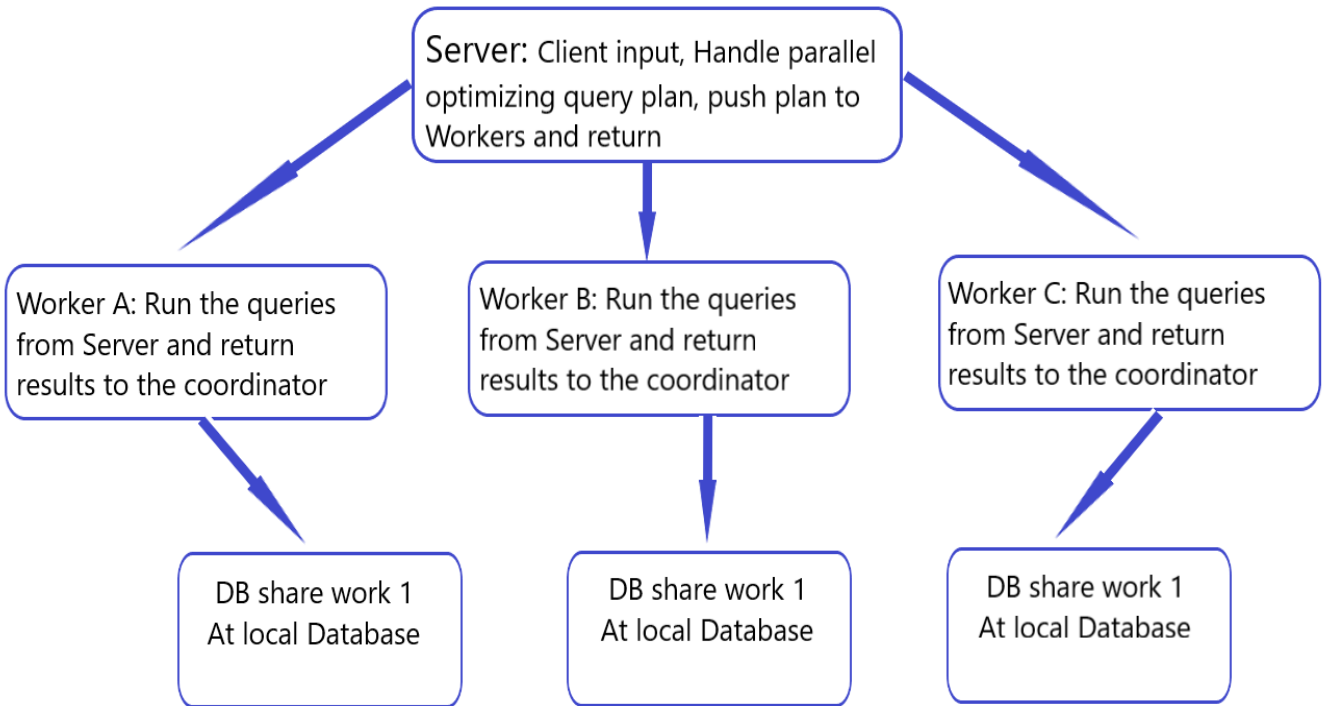 Server: Client input, Handle parallel
optimizing query plan, push plan to
Workers and return
Worker A: Run the queries
from Server and return
results to the coordinator
Worker B: Run the queries
from Server and return
results to the coordinator
Worker C: Run the queries
from Server and return
results to the coordinator
DB share work 1
At local Database
DB share work 1
At local Database
DB share work 1
At local Database